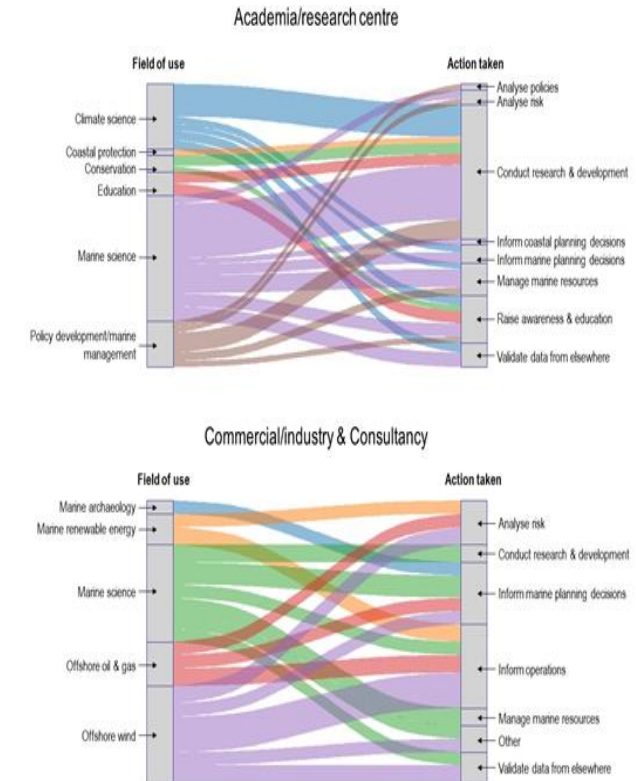 Academia/research centre
Field of use
Action taken
Climate science
Coastal protection
Conservation
Education
Marine science
Policy development/marine
management
Analyse policies
Analyse risk
Conduct research & development
Inform coastal planning decisions
Inform marine planning decisions
Manage marine resources
Raise awareness & education
Validate data from elsewhere
Commercial/industry & Consultancy
Field of use
Action taken
Marine archaeology
Marine renewable energy
Marine science
Offshore oil & gas
Offshore wind
Analyse risk
Conduct research & development
Inform marine planning decisions
Inform operations
Manage marine resources
Other
Validate data from elsewhere